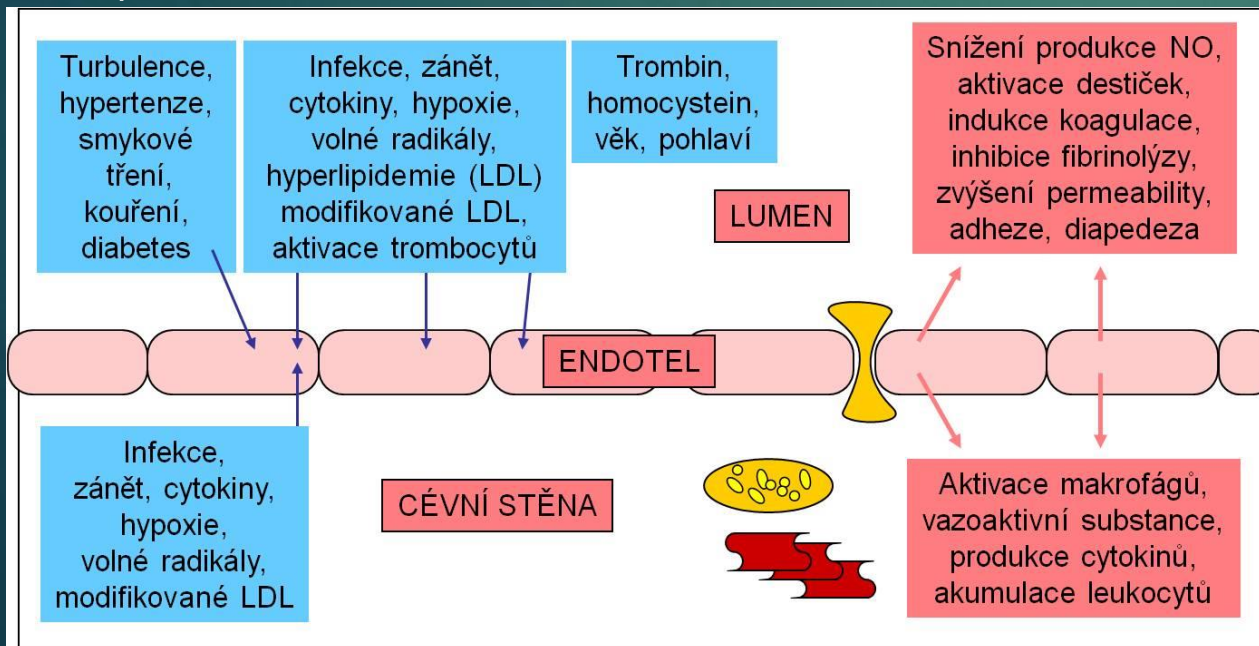 Turbulence,
hypertenze,
smykové
tření,
kouření,
diabetes
Infekce, zánět,
cytokiny, hypoxie,
volné radikály,
hyperlipidemie (LDL)
modifikované LDL,
aktivace trombocytů
Trombin,
homocystein,
věk, pohlaví
LUMEN
Snížení produkce NO,
aktivace destiček,
indukce koagulace,
inhibice fibrinolýzy,
zvýšení permeability,
adheze, diapedeza
ENDOTEL
Infekce,
zánět, cytokiny,
hypoxie,
volné radikály,
modifikované LDL
CÉVNÍ STĚNA
Aktivace makrofágů,
vazoaktivní substance,
produkce cytokinů,
akumulace leukocytů